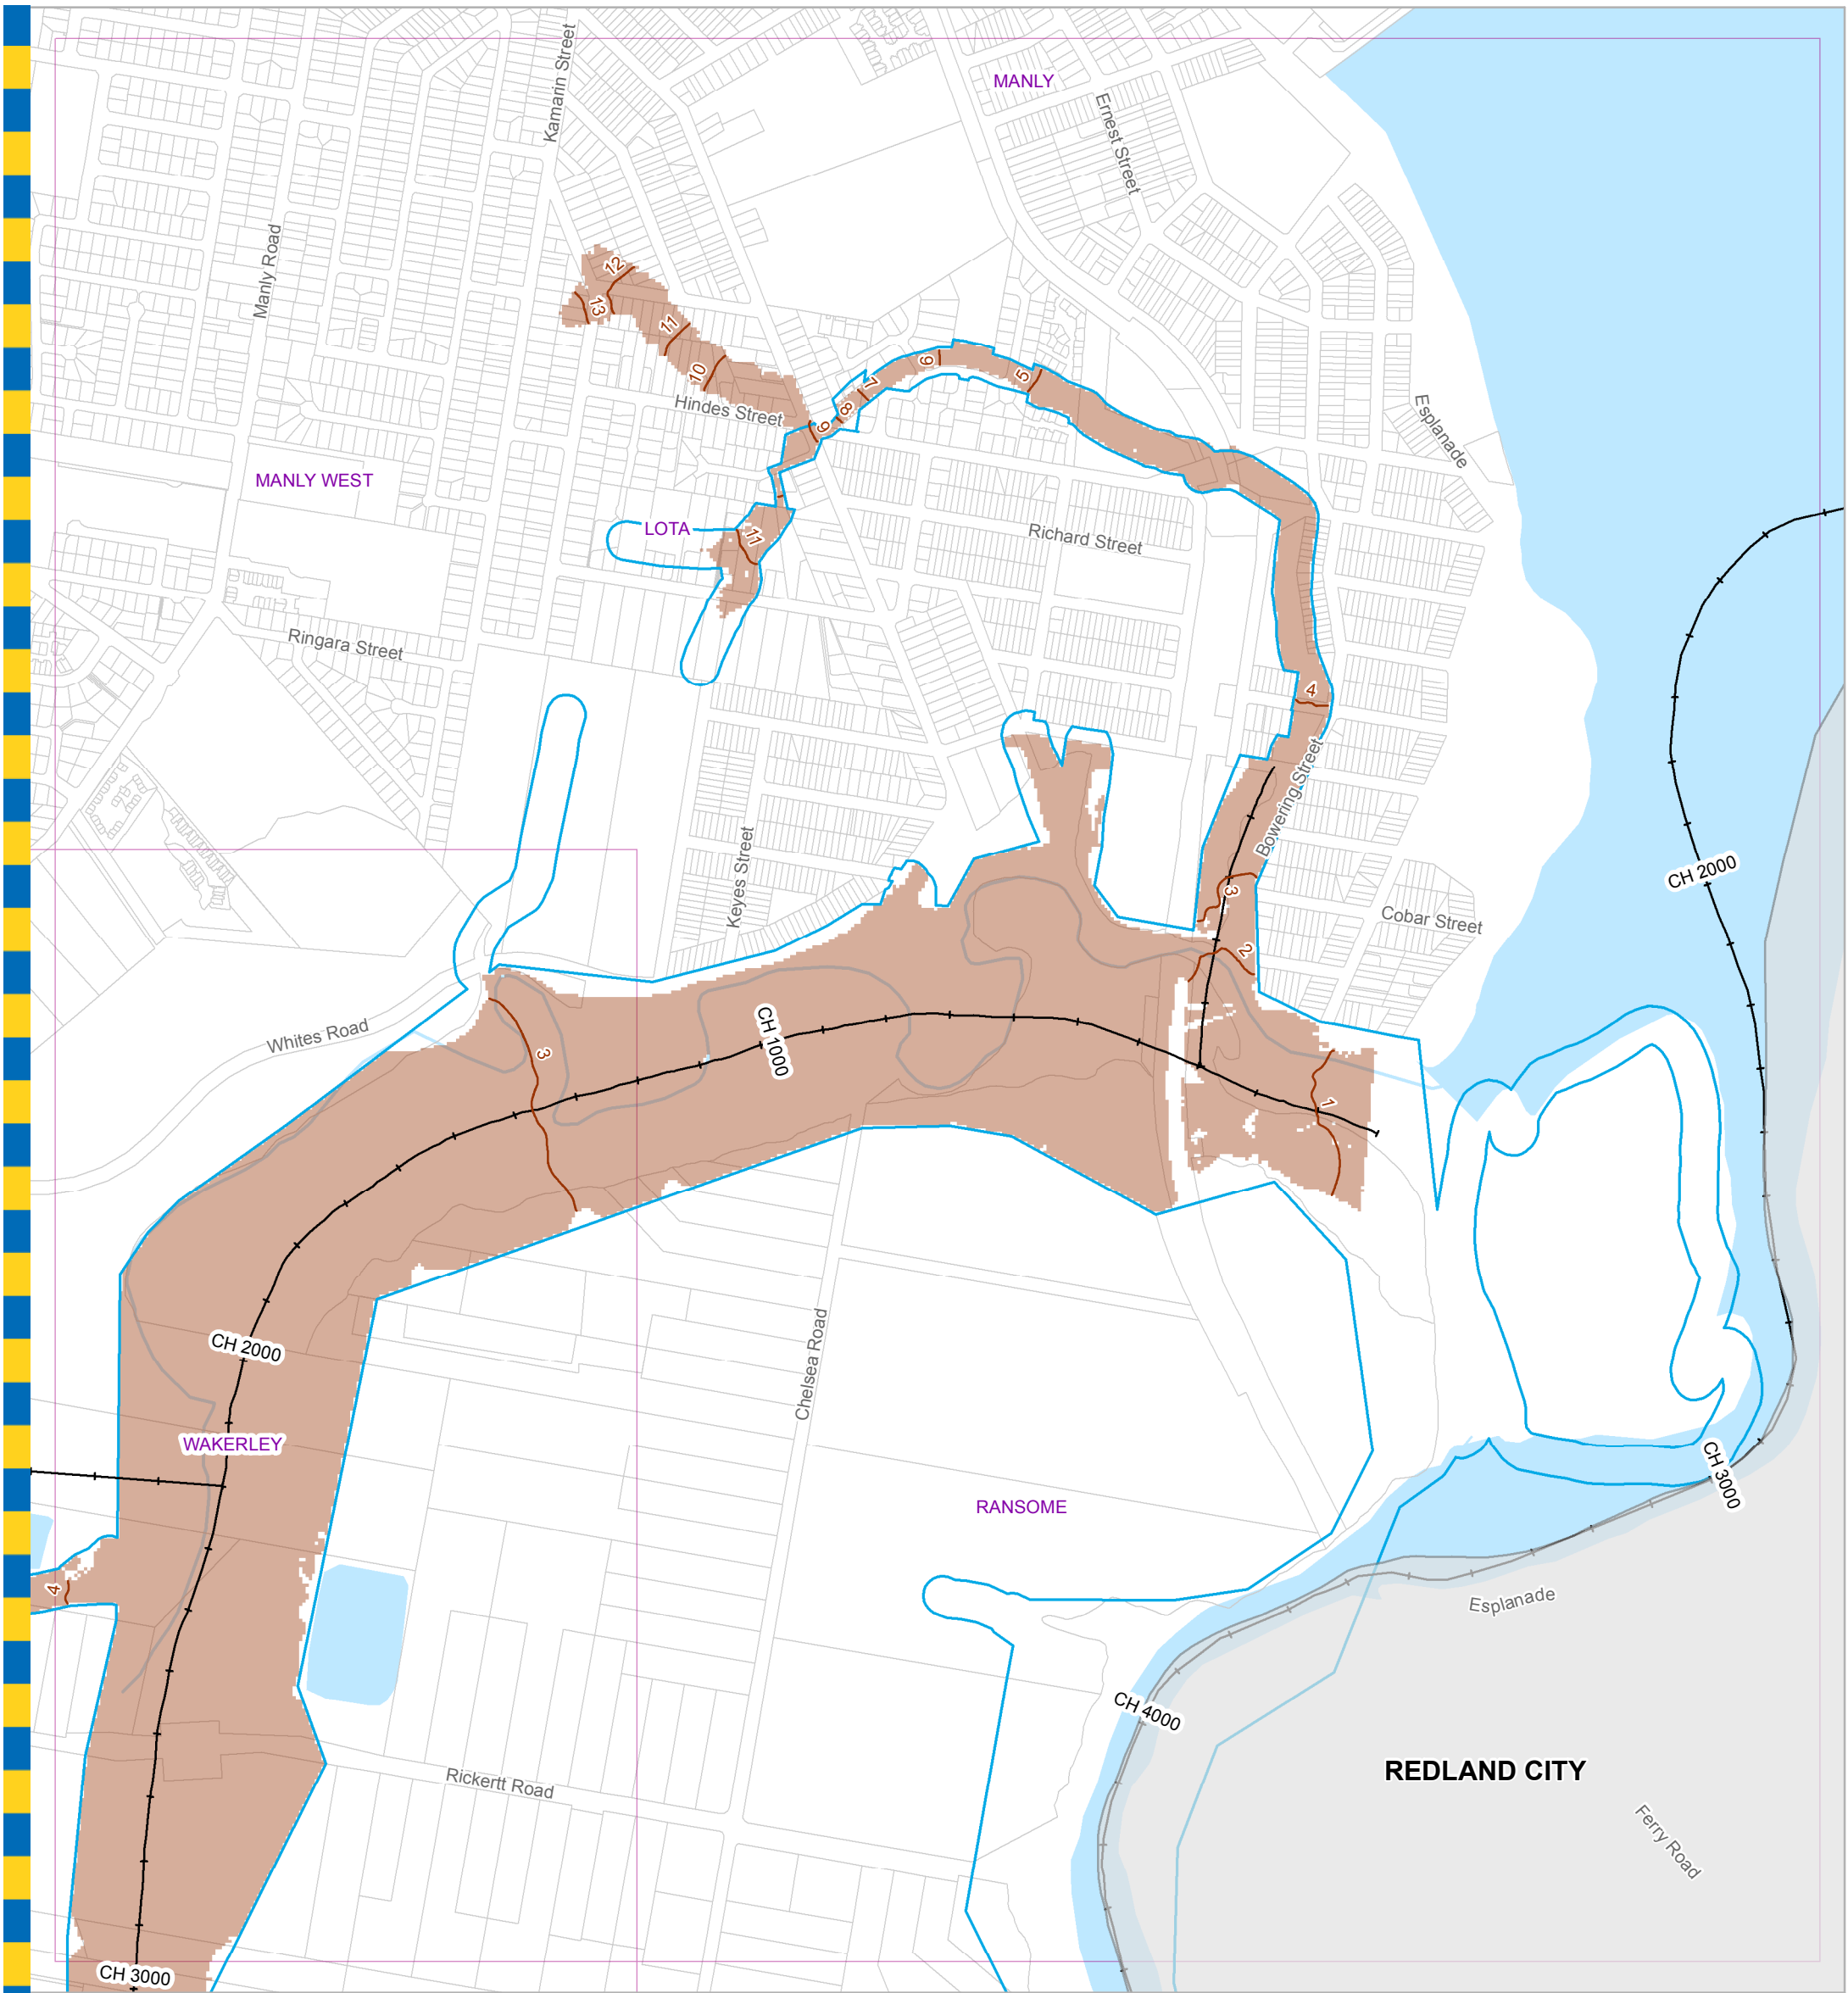 Kamarin Street
MANLY
Ernest Street
Manly Road
12
13
11
10
9
8
7
6
5
Hindes Street
Esplanade
MANLY WEST
LOTA
11
Richard Street
Ringara Street
4
Bowering Street
CH 2000
Keyes Street
3
Cobar Street
2
Whites Road
3
CH 1000
1
CH 2000
Chelsea Road
WAKERLEY
CH 3000
RANSOME
4
Esplanade
CH 4000
REDLAND CITY
Rickertt Road
Ferry Road
CH 3000